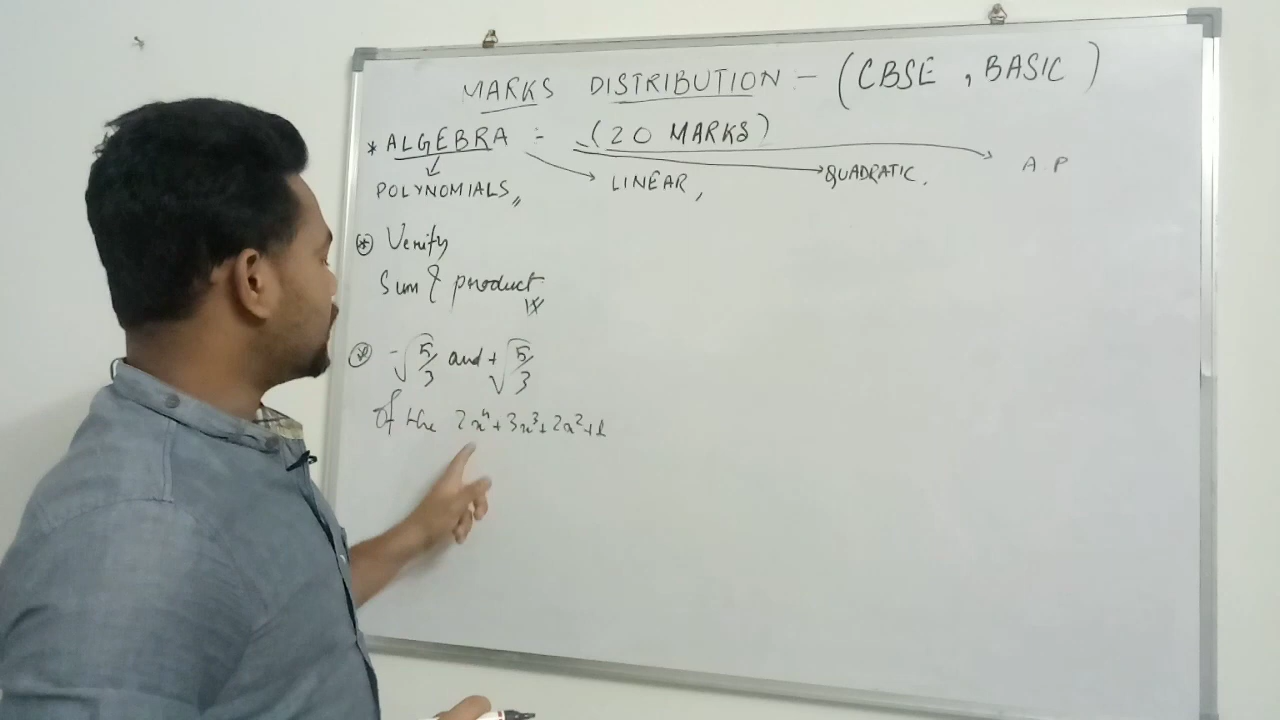 MARKS DISTRIBUTION :- (CBSE , BASIC )
* ALGEBRA :- (20 MARKS)
POLYNOMIALS,, LINEAR, QUADRATIC, A.P
* Verify
Sum & product
* -√5/3 and +√5/3
Of the 2x⁴+3x³+2x²+1